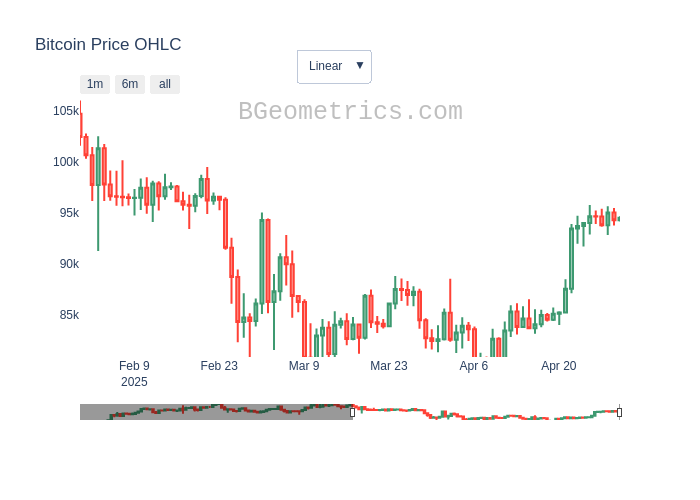 Bitcoin Price OHLC
Linear ▼
1m 6m all
BGeometrics.com
105k
100k
95k
90k
85k
Feb 9 Feb 23 Mar 9 Mar 23 Apr 6 Apr 20
2025